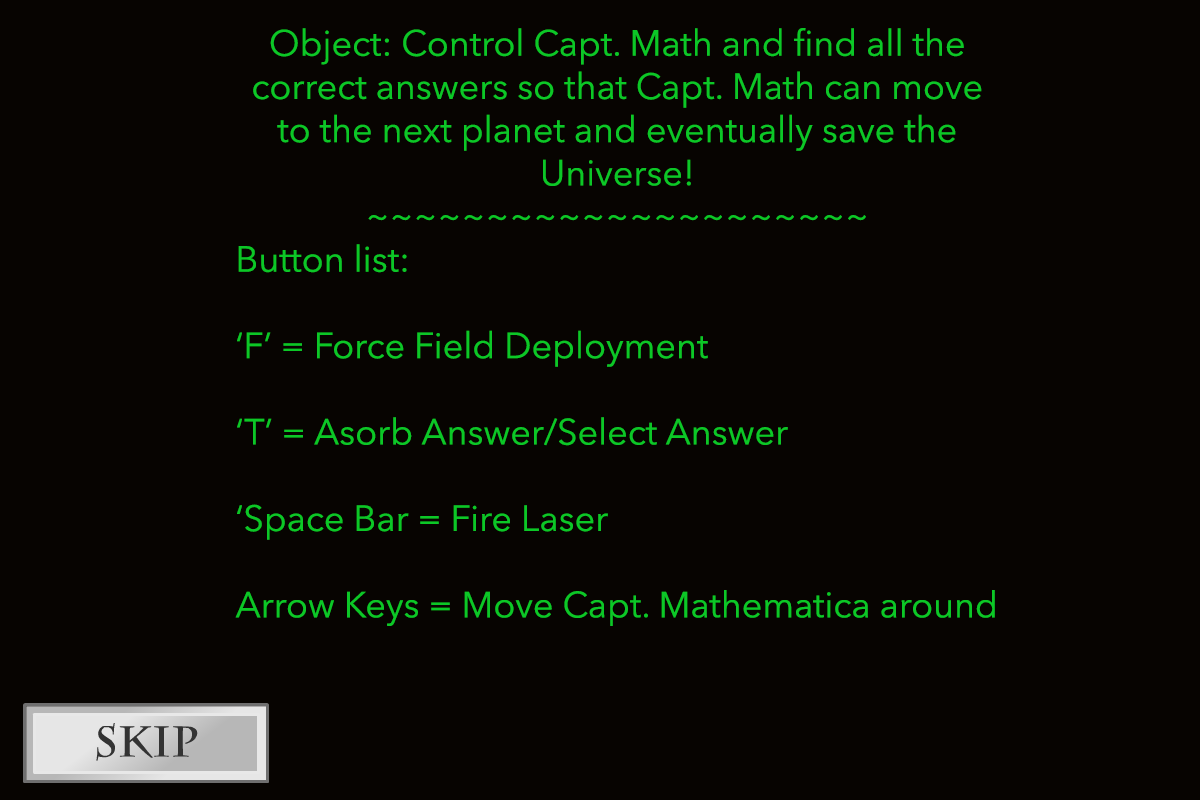 Object: Control Capt. Math and find all the
correct answers so that Capt. Math can move
to the next planet and eventually save the
Universe!
~~~~~~~~~~~~~~~~~~~~~
Button list:
‘F’ = Force Field Deployment
‘T’ = Asorb Answer/Select Answer
‘Space Bar = Fire Laser
Arrow Keys = Move Capt. Mathematica around
SKIP